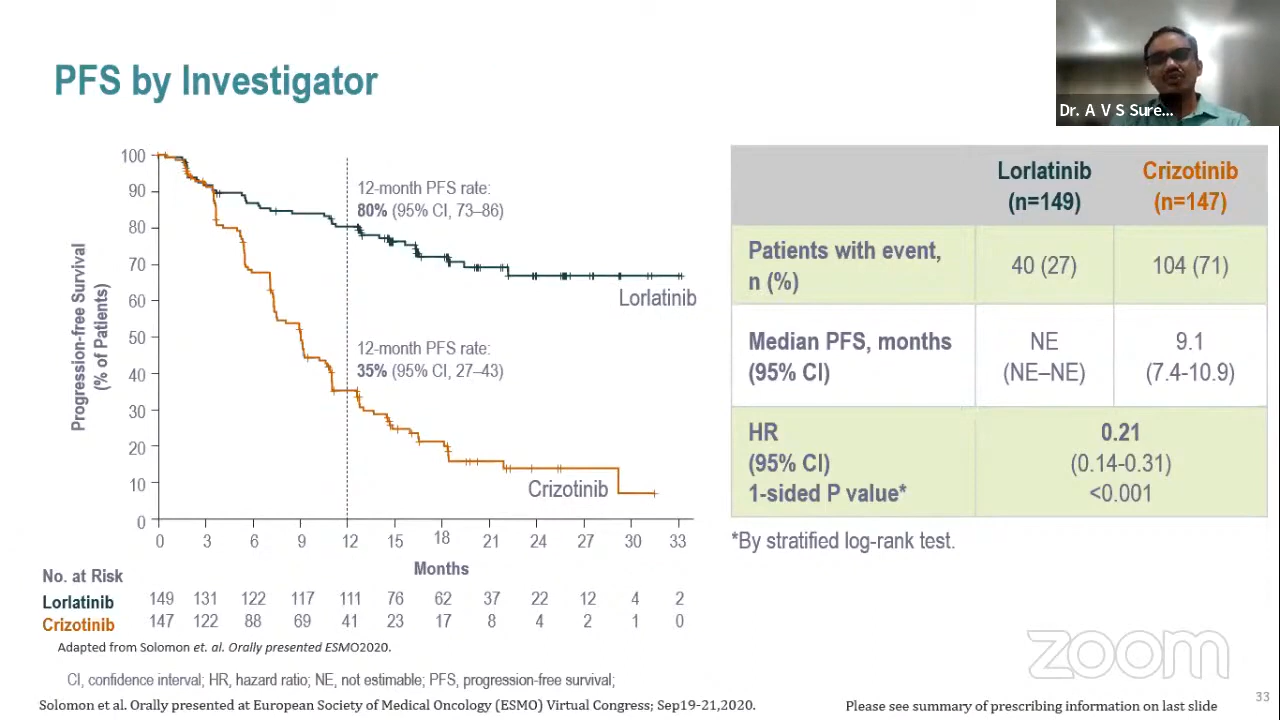 Dr. A V S Sure...
PFS by Investigator
Progression-free Survival
(% of Patients)
100
90
80
70
60
50
40
30
20
10
0
12-month PFS rate:
80% (95% CI, 73–86)
Lorlatinib
12-month PFS rate:
35% (95% CI, 27–43)
Crizotinib
0 3 6 9 12 15 18 21 24 27 30 33
Months
No. at Risk
Lorlatinib 149 131 122 117 111 76 62 37 22 12 4 2
Crizotinib 147 122 88 69 41 23 17 8 4 2 1 0
Adapted from Solomon et. al. Orally presented ESMO2020.
Lorlatinib Crizotinib
(n=149) (n=147)
Patients with event, 40 (27) 104 (71)
n (%)
Median PFS, months NE 9.1
(95% CI) (NE–NE) (7.4-10.9)
HR 0.21
(95% CI) (0.14-0.31)
1-sided P value* <0.001
*By stratified log-rank test.
zoom
CI, confidence interval; HR, hazard ratio; NE, not estimable; PFS, progression-free survival;
Solomon et al. Orally presented at European Society of Medical Oncology (ESMO) Virtual Congress; Sep19-21,2020.
Please see summary of prescribing information on last slide
33